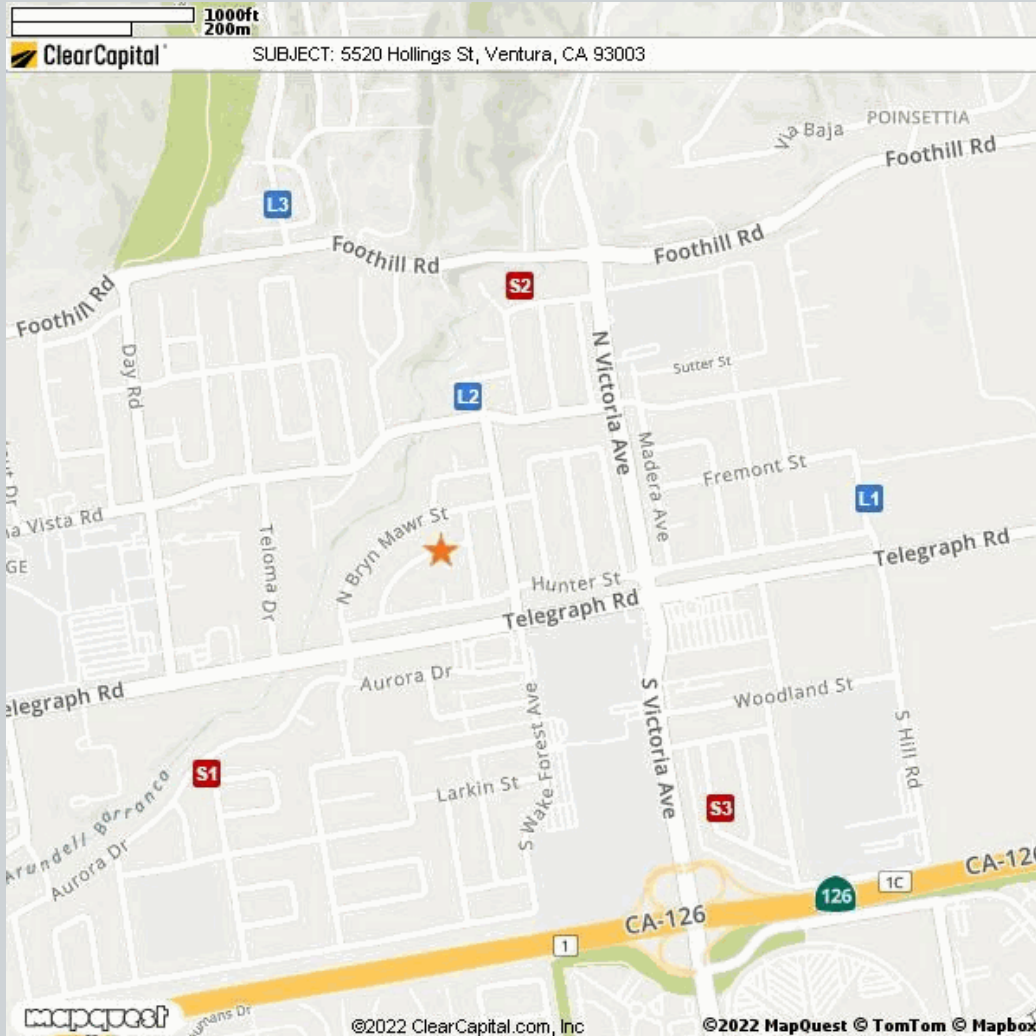 1000ft
200m
ClearCapital
SUBJECT: 5520 Hollings St, Ventura, CA 93003
POINSETTIA
Via Baja
Foothill Rd
L3
Foothill Rd
Foothill Rd
S2
Foothill Rd
N Victoria Ave
Day Rd
Sutter St
L2
Madera Ave
Fremont St
L1
a Vista Rd
N Bryn Mawr St
Teloma Dr
GE
Telegraph Rd
Hunter St
Telegraph Rd
Aurora Dr
elegraph Rd
Woodland St
S Victoria Ave
S Wake Forest Ave
S Hill Rd
S1
Larkin St
S3
Arundell Barranca
Aurora Dr
CA-126
1C
126
CA-126
1
mapquest
umans Dr
©2022 ClearCapital.com, Inc
©2022 MapQuest © TomTom © Mapbox